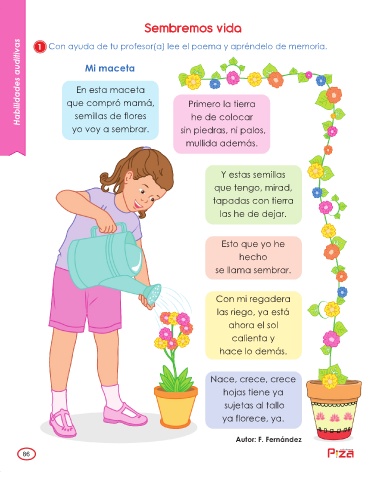 Habilidades auditivas
Sembremos vida
1 Con ayuda de tu profesor(a) lee el poema y apréndelo de memoria.
Mi maceta
En esta maceta
que compró mamá,
semillas de flores
yo voy a sembrar.
Primero la tierra
he de colocar
sin piedras, ni palos,
mullida además.
Y estas semillas
que tengo, mirad,
tapadas con tierra
las he de dejar.
Esto que yo he
hecho
se llama sembrar.
Con mi regadera
las riego, ya está
ahora el sol
calienta y
hace lo demás.
Nace, crece, crece
hojas tiene ya
sujetas al tallo
ya florece, ya.
Autor: F. Fernández
86
Piza